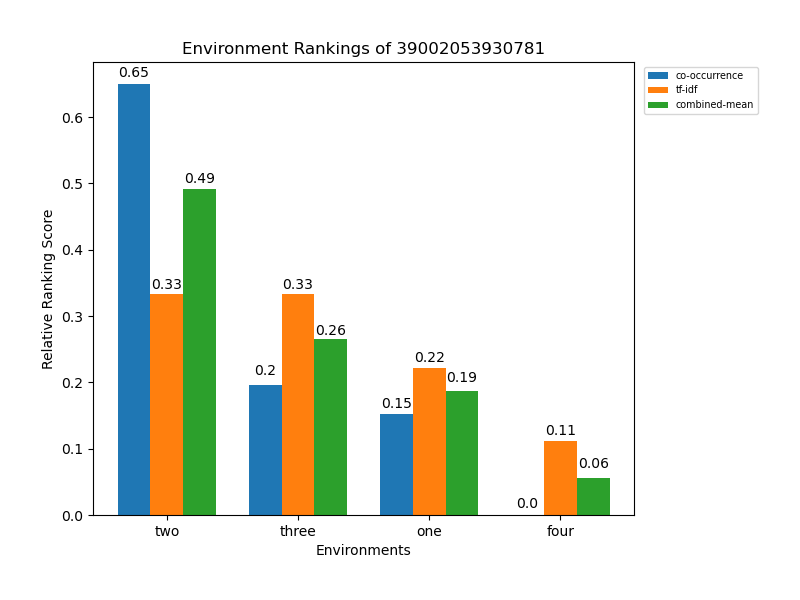 Environment Rankings of 39002053930781
co-occurrence
tf-idf
combined-mean
Relative Ranking Score
0.6
0.5
0.4
0.3
0.2
0.1
0.0
0.65
0.33
0.49
0.2
0.33
0.26
0.15
0.22
0.19
0.0
0.11
0.06
two
three
one
four
Environments